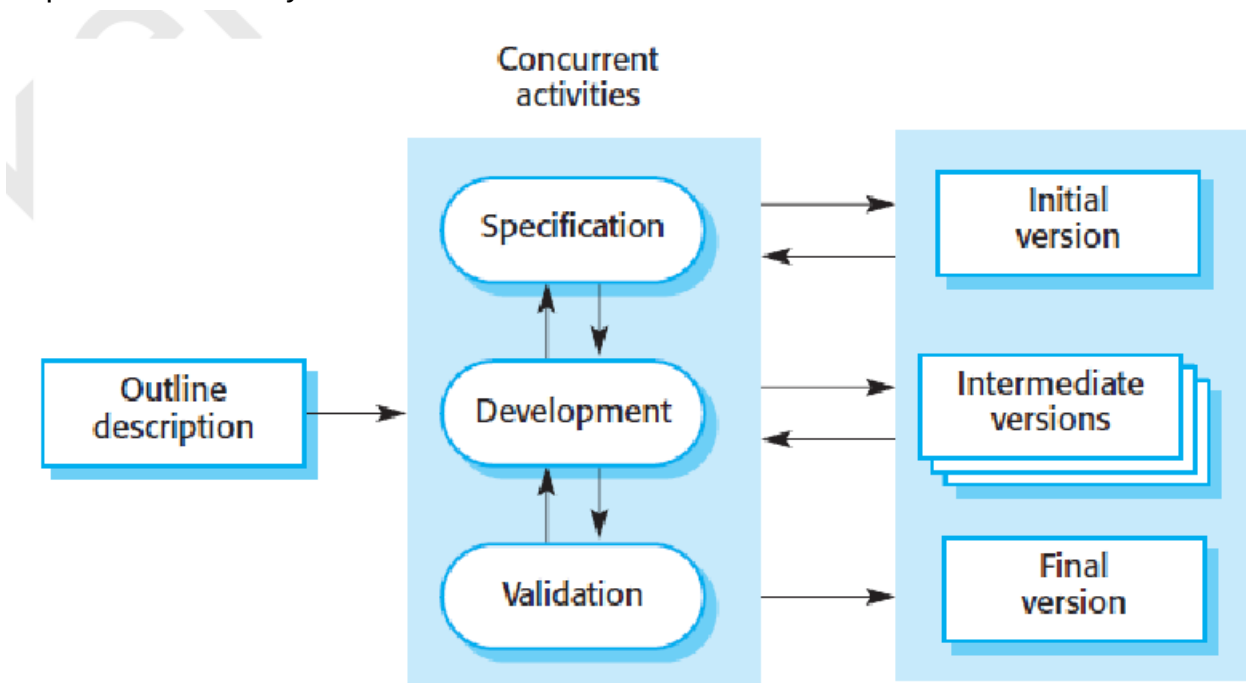 Concurrent
activities
Specification
Initial
version
Outline
description
Development
Intermediate
versions
Validation
Final
version